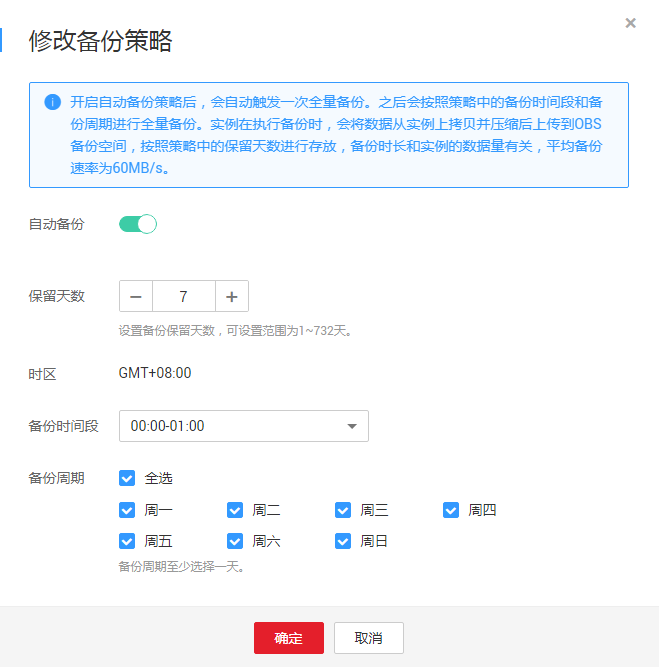 修改备份策略
开启自动备份策略后，会自动触发一次全量备份。之后会按照策略中的备份时间段和备
份周期进行全量备份。实例在执行备份时，会将数据从实例上拷贝并压缩后上传到OBS
备份空间，按照策略中的保留天数进行存放，备份时长和实例的数据量有关，平均备份
速率为60MB/s。
自动备份
保留天数 7
设置备份保留天数，可设置范围为1~732天。
时区 GMT+08:00
备份时间段 00:00-01:00
备份周期 全选
周一 周二 周三 周四
周五 周六 周日
备份周期至少选择一天。
确定 取消